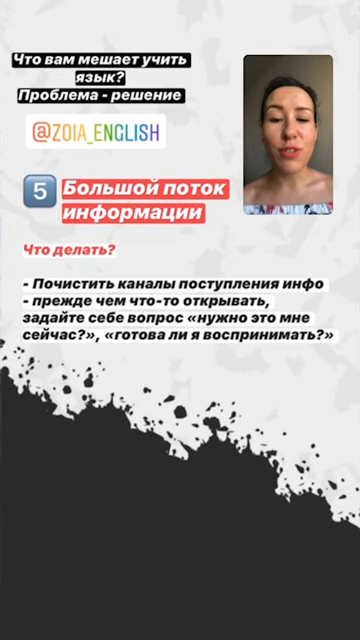 Что вам мешает учить
язык?
Проблема - решение
@ZOIA_ENGLISH
5 Большой поток
информации
Что делать?
- Почистить каналы поступления инфо
- прежде чем что-то открывать,
задайте себе вопрос «нужно это мне
сейчас?», «готова ли я воспринимать?»